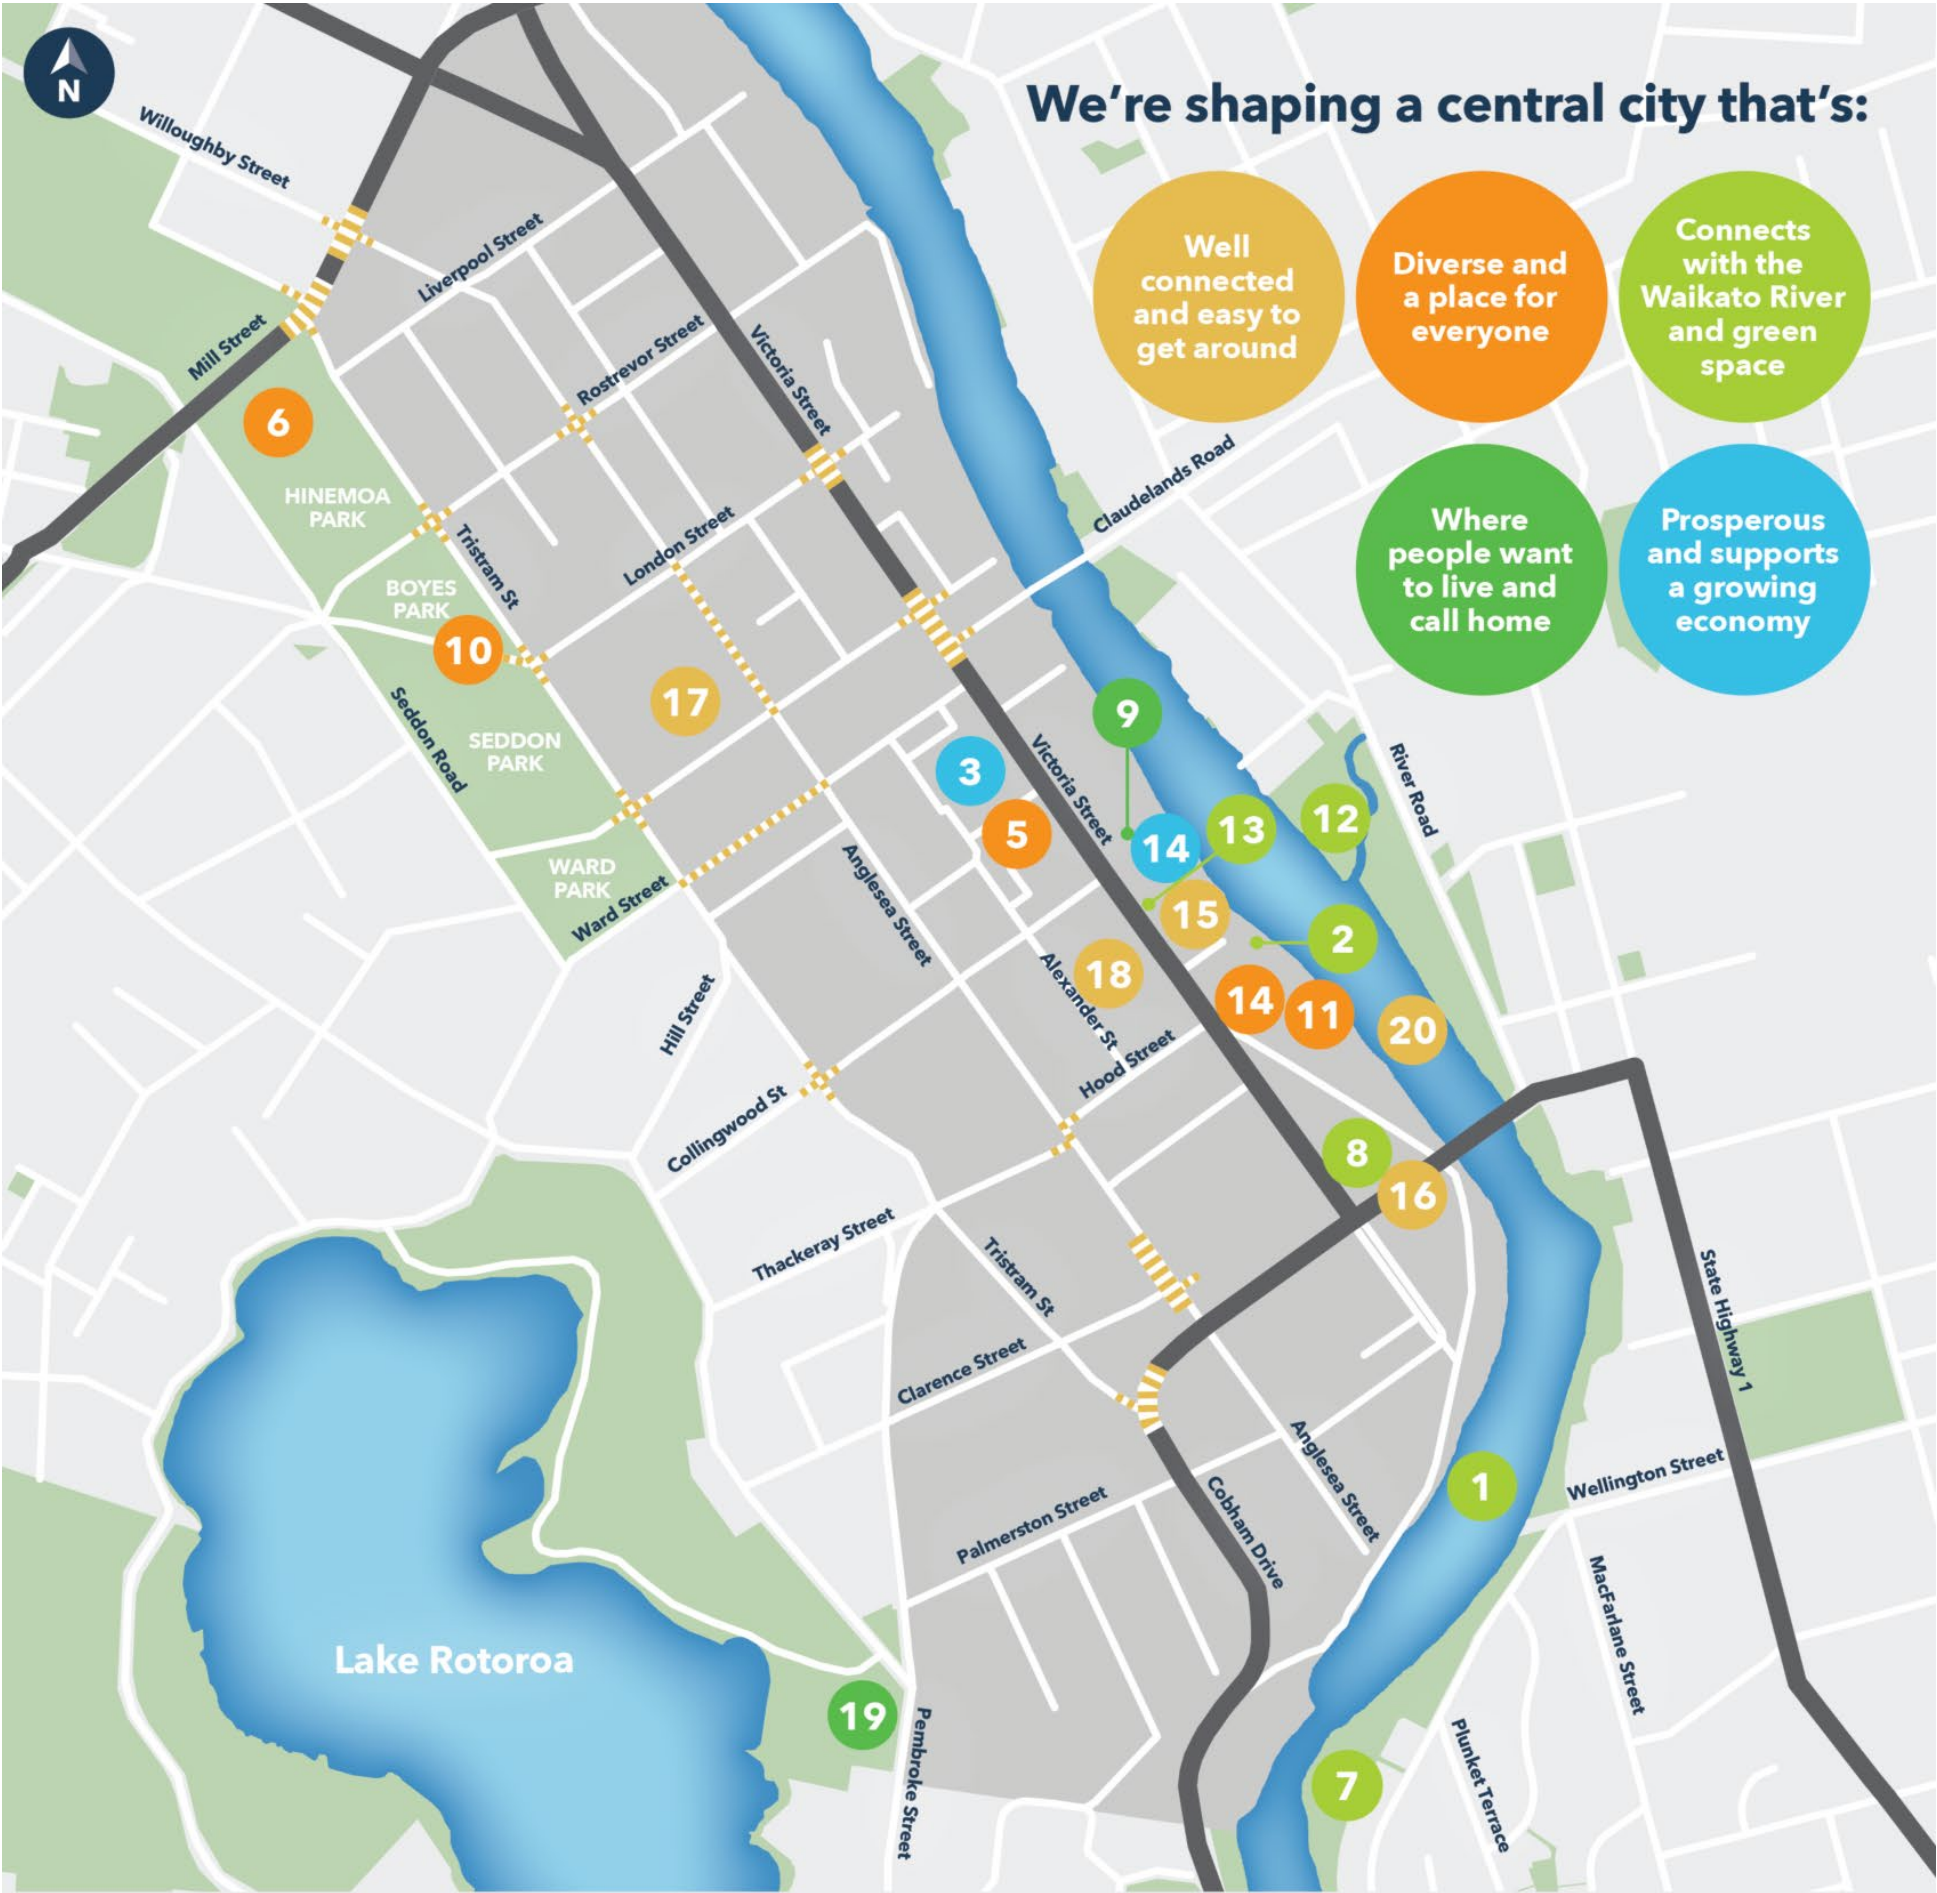 N
We're shaping a central city that's:
Well
connected
and easy to
get around
Diverse and
a place for
everyone
Connects
with the
Waikato River
and green
space
Where
people want
to live and
call home
Prosperous
and supports
a growing
economy
Willoughby Street
Liverpool Street
Mill Street
Rostrevor Street
Victoria Street
6
HINEMOA
PARK
Claudelands Road
London Street
Tristram St
BOYES
PARK
10
17
Seddon Road
SEDDON
PARK
9
3
Victoria Street
River Road
5
14
13
12
WARD
PARK
Ward Street
Anglesea Street
15
2
18
Alexander St
14
11
20
Hill Street
Hood Street
Collingwood St
8
16
Thackeray Street
Tristram St
State Highway 1
Clarence Street
Anglesea Street
1
Wellington Street
Palmerston Street
Cobham Drive
MacFarlane Street
Lake Rotoroa
19
Pembroke Street
7
Plunket Terrace